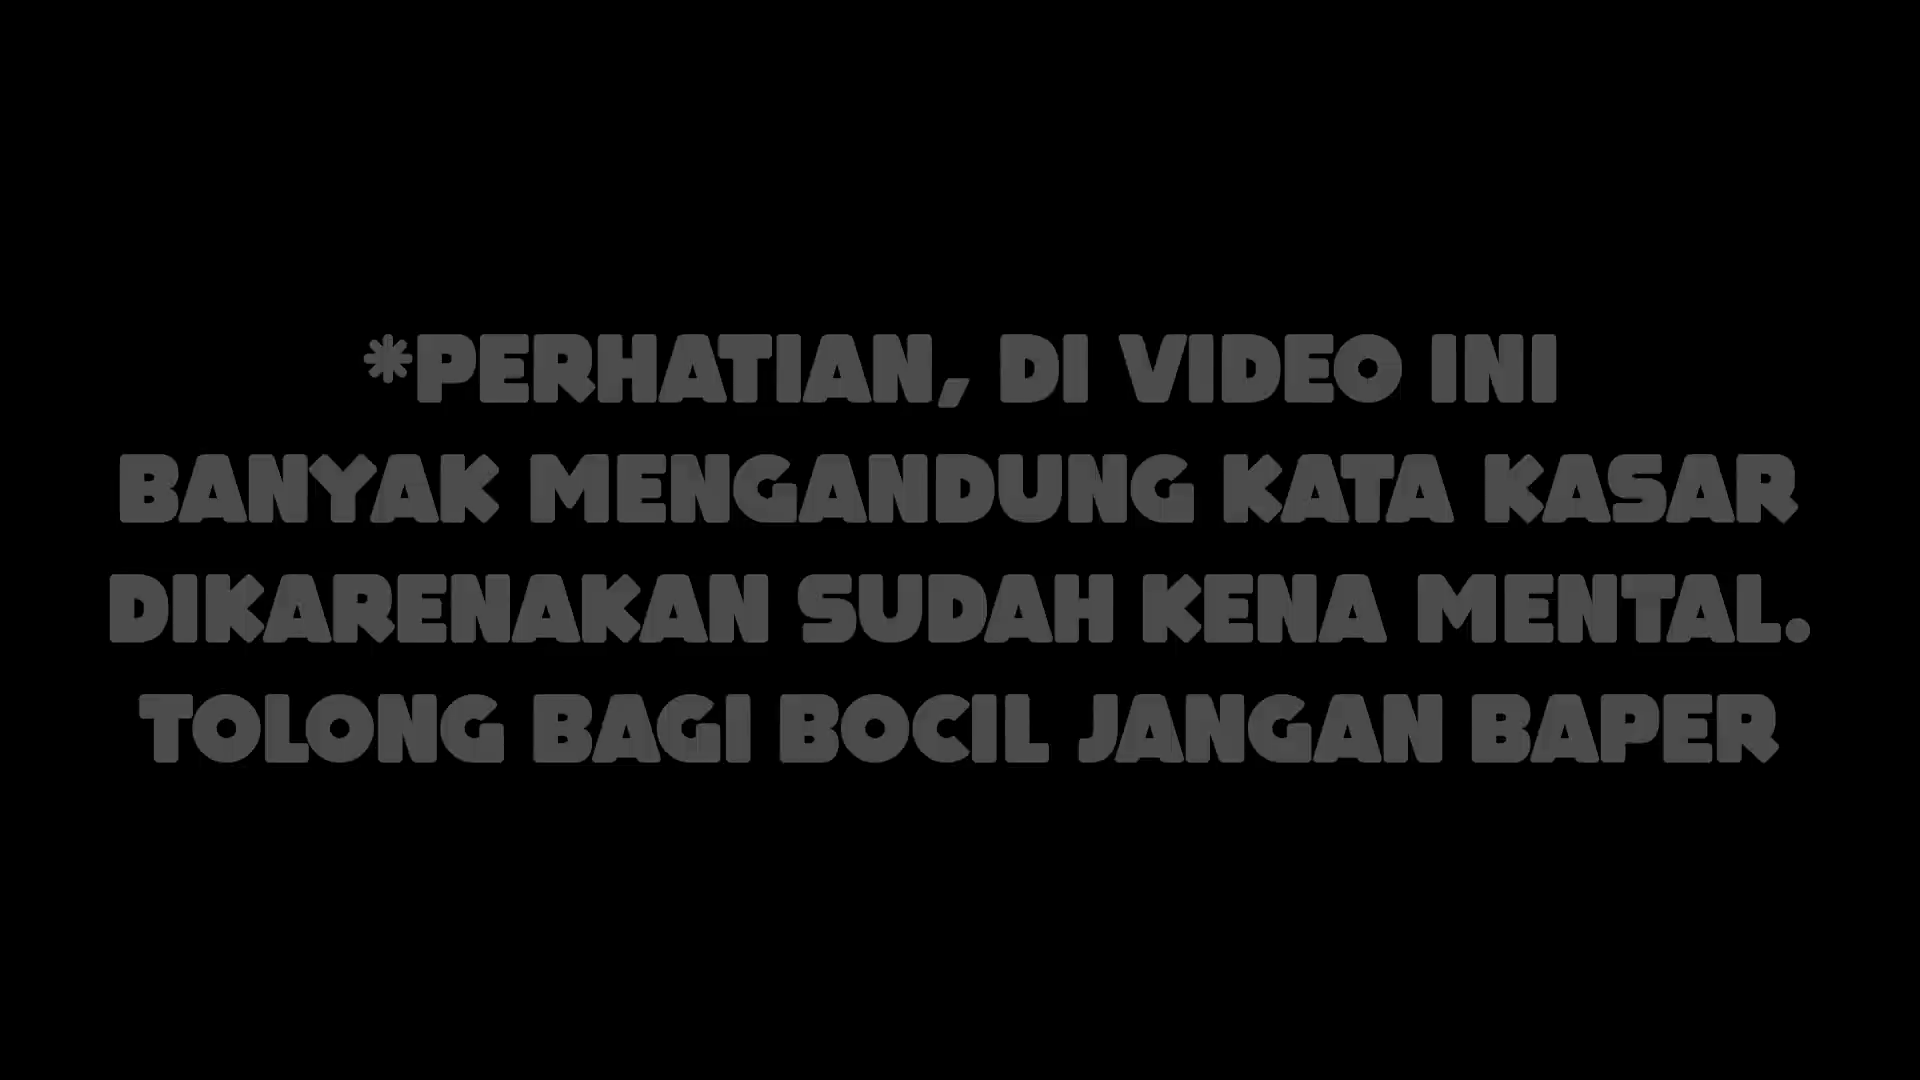 *PERHATIAN, DI VIDEO INI
BANYAK MENGANDUNG KATA KASAR
DIKARENAKAN SUDAH KENA MENTAL.
TOLONG BAGI BOCIL JANGAN BAPER